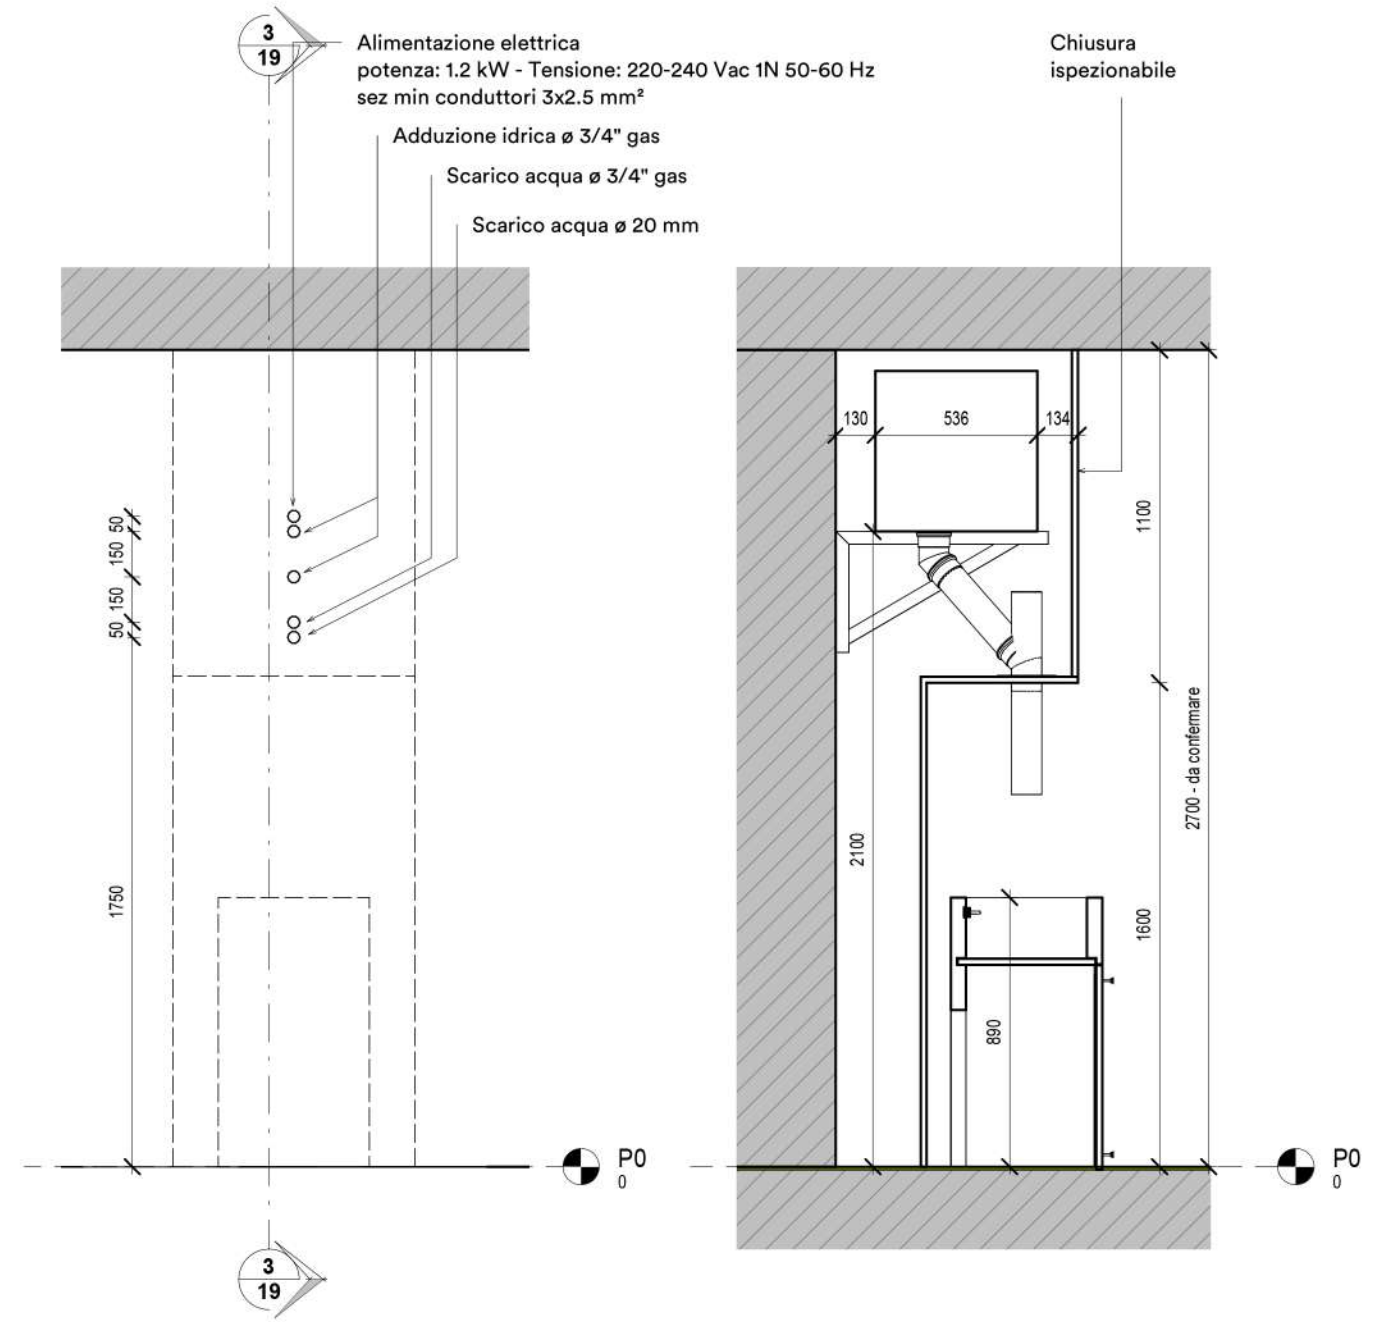 3
19
Alimentazione elettrica
potenza: 1.2 kW - Tensione: 220-240 Vac 1N 50-60 Hz
sez min conduttori 3x2.5 mm²
Adduzione idrica ø 3/4" gas
Scarico acqua ø 3/4" gas
Scarico acqua ø 20 mm
Chiusura
ispezionabile
50
150
150
50
1750
P0
0
3
19
130
536
134
1100
2100
2700 - da confermare
1600
890
P0
0